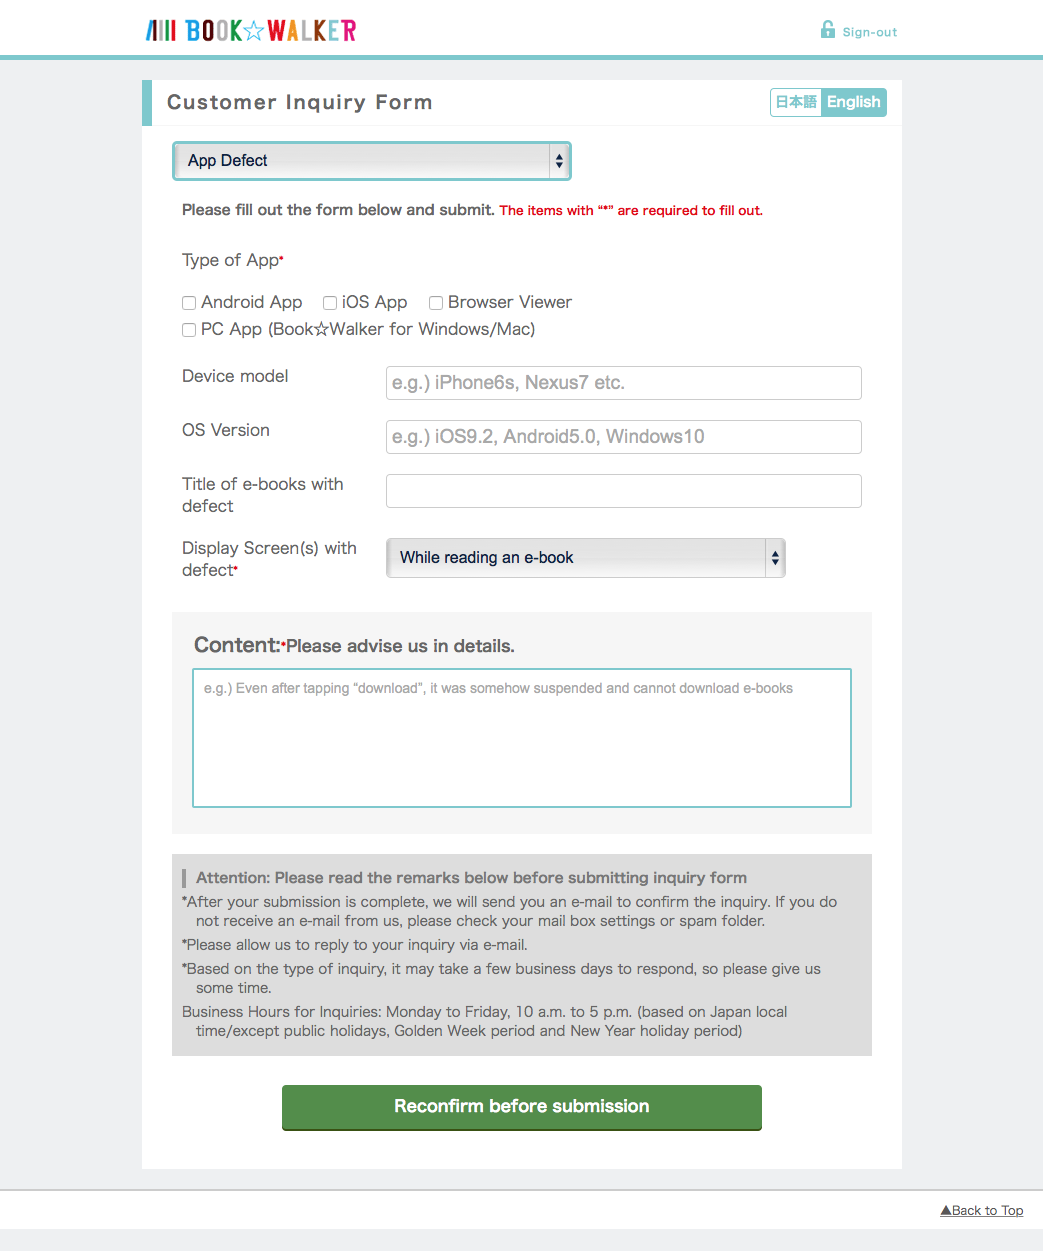 BOOK☆WALKER
Sign-out
Customer Inquiry Form
日本語 English
App Defect
Please fill out the form below and submit. The items with “*” are required to fill out.
Type of App*
Android App iOS App Browser Viewer
PC App (Book☆Walker for Windows/Mac)
Device model
e.g.) iPhone6s, Nexus7 etc.
OS Version
e.g.) iOS9.2, Android5.0, Windows10
Title of e-books with
defect
Display Screen(s) with
defect*
While reading an e-book
Content:*Please advise us in details.
e.g.) Even after tapping “download”, it was somehow suspended and cannot download e-books
Attention: Please read the remarks below before submitting inquiry form
*After your submission is complete, we will send you an e-mail to confirm the inquiry. If you do
not receive an e-mail from us, please check your mail box settings or spam folder.
*Please allow us to reply to your inquiry via e-mail.
*Based on the type of inquiry, it may take a few business days to respond, so please give us
some time.
Business Hours for Inquiries: Monday to Friday, 10 a.m. to 5 p.m. (based on Japan local
time/except public holidays, Golden Week period and New Year holiday period)
Reconfirm before submission
▲Back to Top